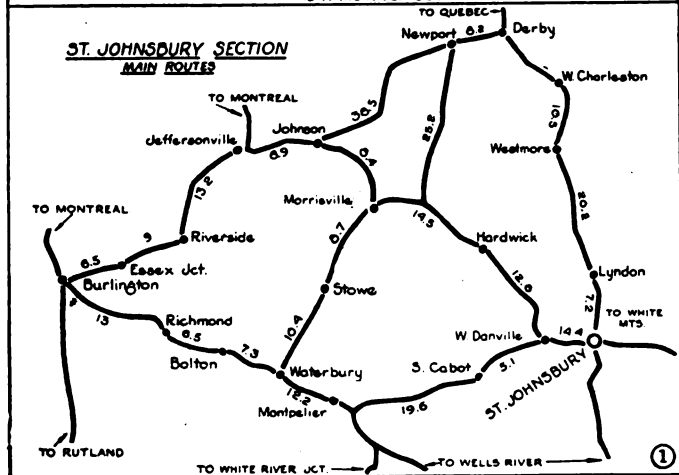 TO QUEBEC
Newport
8.2
Derby
ST. JOHNSBURY SECTION
MAIN ROUTES
W. Charleston
TO MONTREAL
38.5
25.2
10.5
Johnson
Jeffersonville
8.9
8.4
Westmore
13.2
Morrisville
14.5
20.2
TO MONTREAL
Riverside
9
8.7
Hardwick
6.5
Essex Jct.
Burlington
Lyndon
12.6
7.2
Stowe
13
Richmond
10.4
TO WHITE
MTS.
6.5
Bolton
7.3
W. Danville
14.4
Waterbury
S. Cabot
5.1
ST. JOHNSBURY
12.2
Montpelier
19.6
TO RUTLAND
TO WHITE RIVER JCT.
TO WELLS RIVER
1